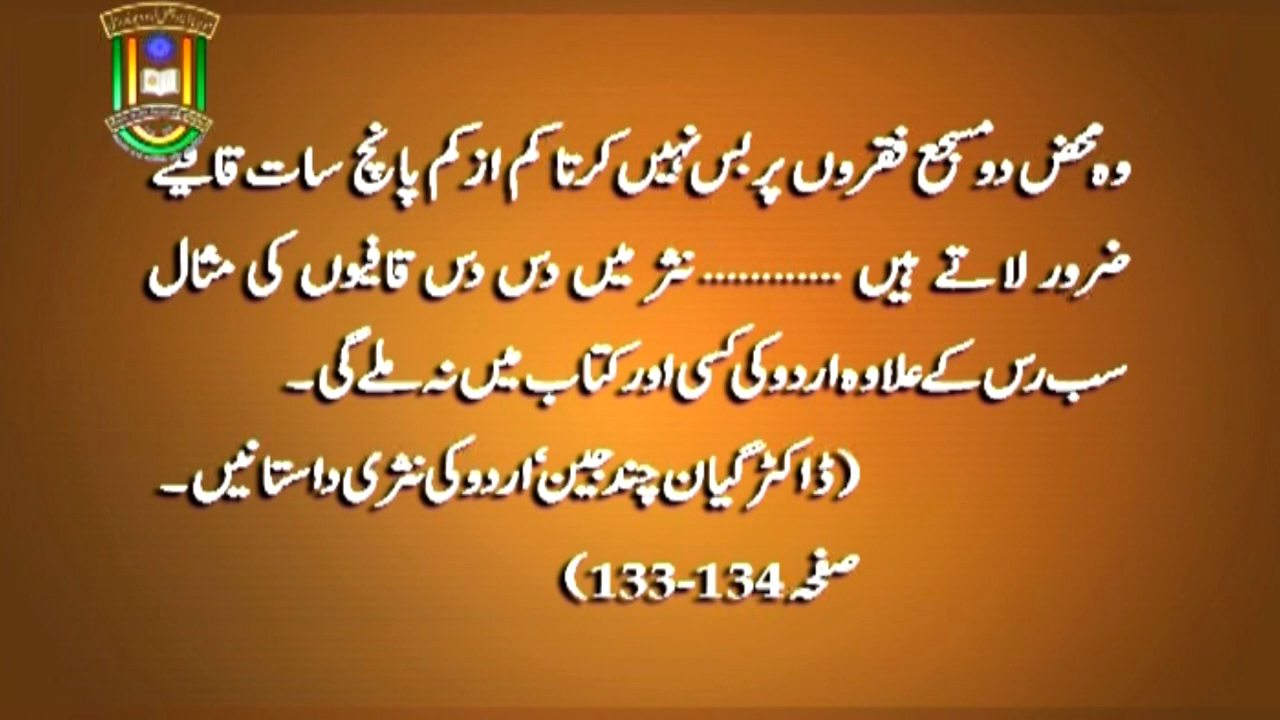 وہ محض دو مسجع فقروں پر بس نہیں کرتا کم از کم پانچ سات قافیے
ضرور لاتے ہیں ............ نثر میں دس دس قافیوں کی مثال
سب رس کے علاوہ اردو کی کسی اور کتاب میں نہ ملے گی۔
(ڈاکٹر گیان چند جین، اردو کی نثری داستانیں۔
صفحہ 134-133)